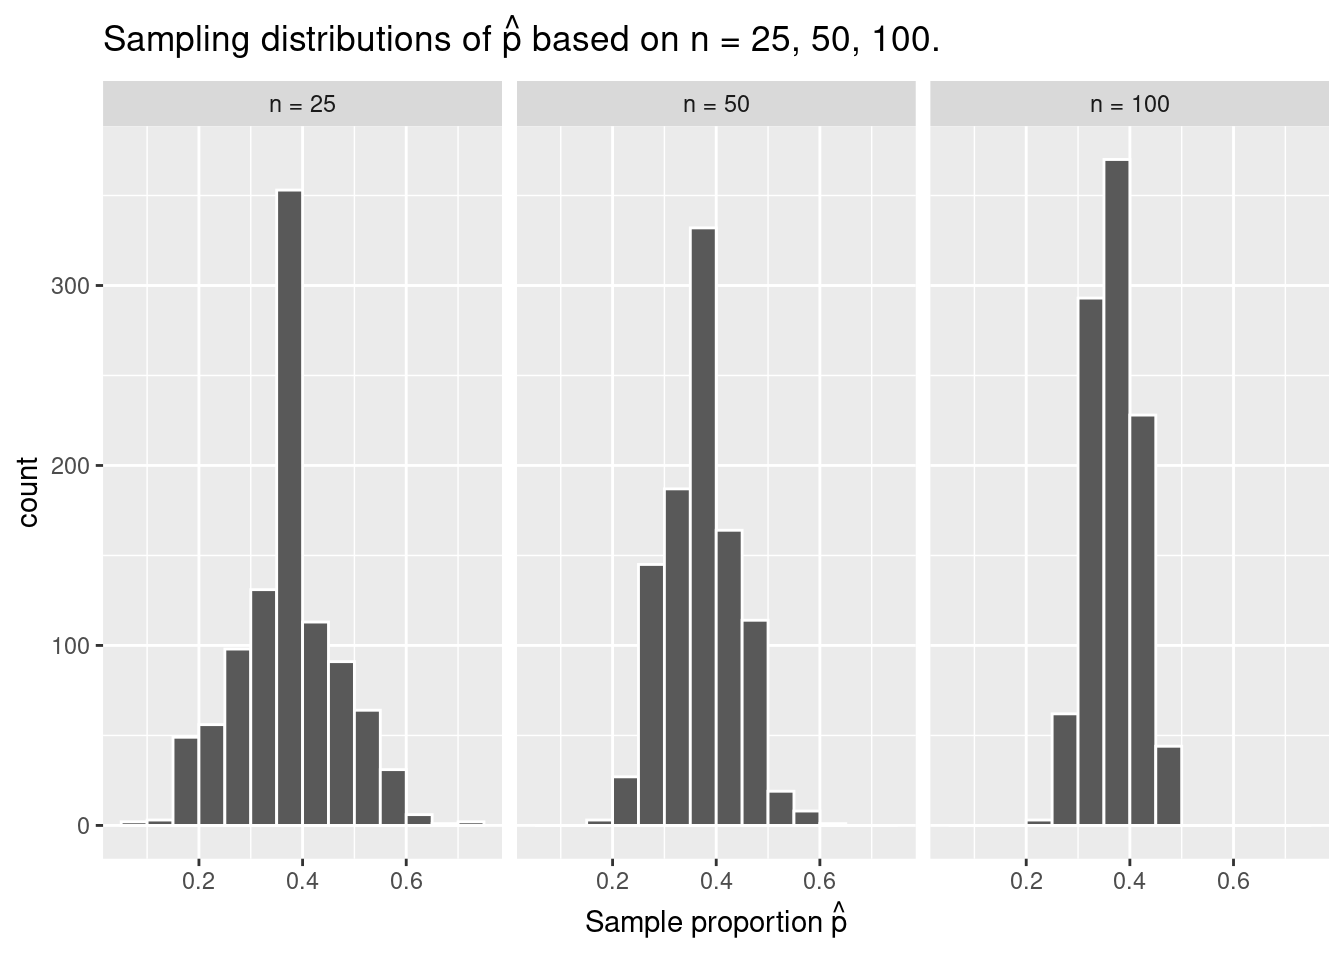 Sampling distributions of p̂ based on n = 25, 50, 100.
n = 25 n = 50 n = 100
300
200
100
0
count
0.2 0.4 0.6 0.2 0.4 0.6 0.2 0.4 0.6
Sample proportion p̂